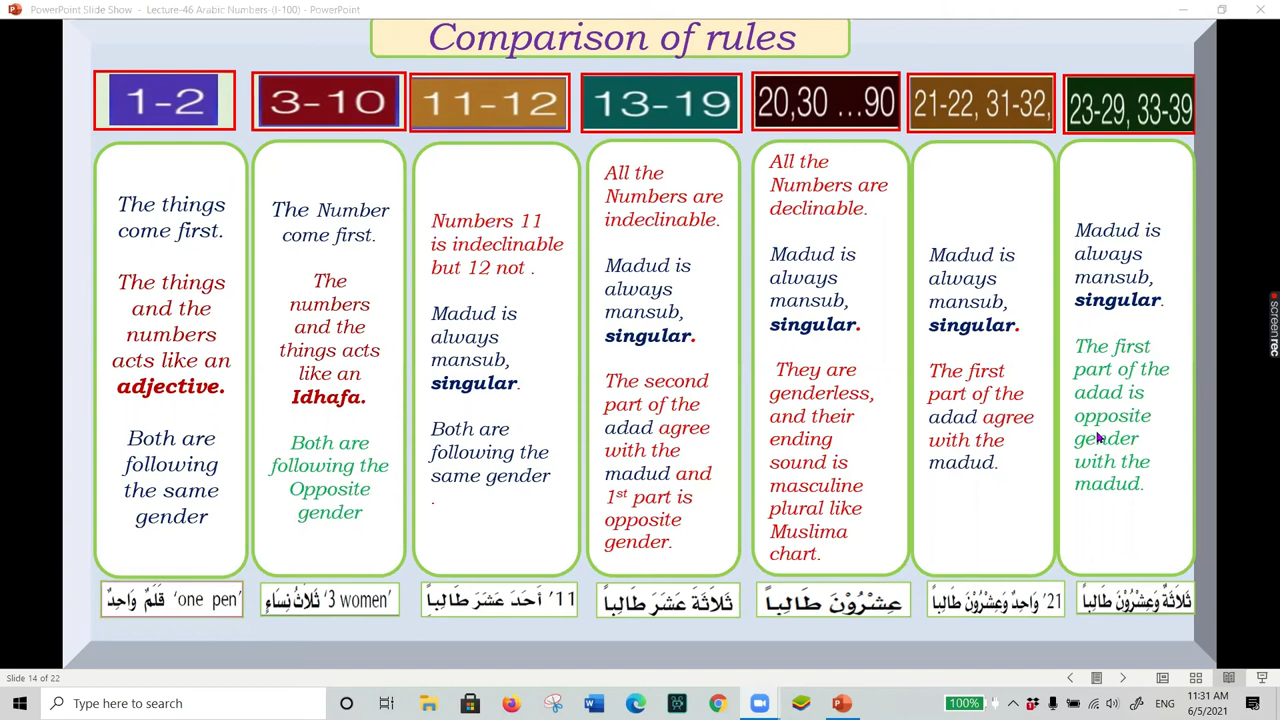 PowerPoint Slide Show - Lecture-46 Arabic Numbers-(I-100) - PowerPoint
Comparison of rules
1-2
3-10
11-12
13-19
20,30 ...90
21-22, 31-32,
23-29, 33-39
The things
come first.
The things
and the
numbers
acts like an
adjective.
Both are
following
the same
gender
The Number
come first.
The
numbers
and the
things acts
like an
Idhafa.
Both are
following the
Opposite
gender
Numbers 11
is indeclinable
but 12 not .
Madud is
always
mansub,
singular.
Both are
following the
same gender
.
All the
Numbers are
indeclinable.
Madud is
always
mansub,
singular.
The second
part of the
adad agree
with the
madud and
1st part is
opposite
gender.
All the
Numbers are
declinable.
Madud is
always
mansub,
singular.
They are
genderless,
and their
ending
sound is
masculine
plural like
Muslima
chart.
Madud is
always
mansub,
singular.
The first
part of the
adad agree
with the
madud.
Madud is
always
mansub,
singular.
The first
part of the
adad is
opposite
gender
with the
madud.
قَلَمٌ وَاحِدٌ 'one pen'
ثَلَاثُ نِسَاءٍ '3 women'
أَحَدَ عَشَرَ طَالِباً '11
ثَلَاثَةَ عَشَرَ طَالِباً
عِشْرُوْنَ طَالِباً
وَاحِدٌ وَعِشْرُوْنَ طَالِباً '21
ثَلَاثَةٌ وَعِشْرُوْنَ طَالِباً
screenrec
Slide 14 of 22
Type here to search
100%
ENG
11:31 AM
6/5/2021